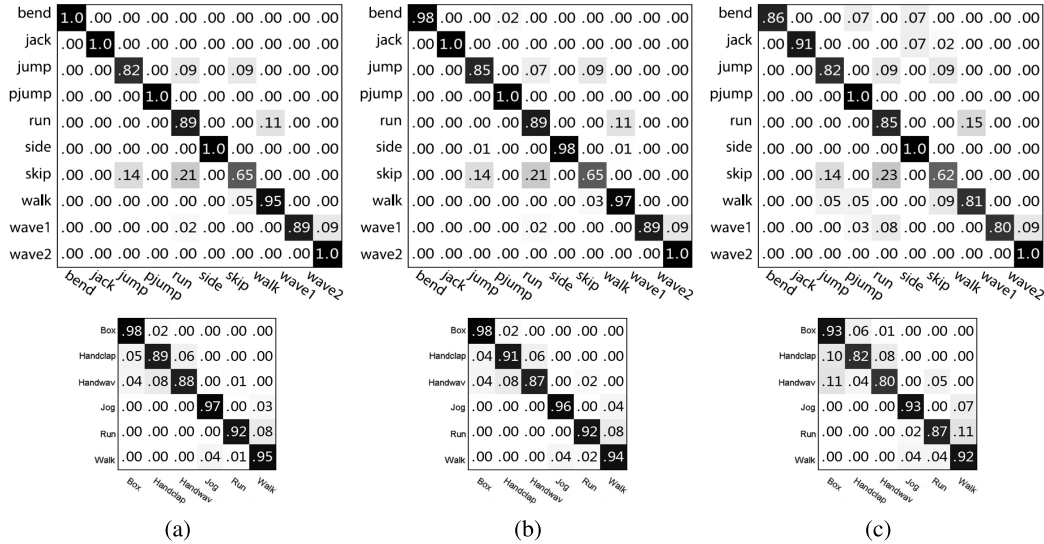 bend 1.0 .00 .00 .00 .00 .00 .00 .00 .00 .00
jack .00 1.0 .00 .00 .00 .00 .00 .00 .00 .00
jump .00 .00 .82 .00 .09 .00 .09 .00 .00 .00
pjump .00 .00 .00 1.0 .00 .00 .00 .00 .00 .00
run .00 .00 .00 .00 .89 .00 .00 .11 .00 .00
side .00 .00 .00 .00 .00 1.0 .00 .00 .00 .00
skip .00 .00 .14 .00 .21 .00 .65 .00 .00 .00
walk .00 .00 .00 .00 .00 .00 .05 .95 .00 .00
wave1 .00 .00 .00 .00 .02 .00 .00 .00 .89 .09
wave2 .00 .00 .00 .00 .00 .00 .00 .00 .00 1.0
bend jack jump pjump run side skip walk wave1 wave2
bend .98 .00 .00 .02 .00 .00 .00 .00 .00 .00
jack .00 1.0 .00 .00 .00 .00 .00 .00 .00 .00
jump .00 .00 .85 .00 .07 .00 .09 .00 .00 .00
pjump .00 .00 .00 1.0 .00 .00 .00 .00 .00 .00
run .00 .00 .00 .00 .89 .00 .00 .11 .00 .00
side .00 .00 .01 .00 .00 .98 .00 .01 .00 .00
skip .00 .00 .14 .00 .21 .00 .65 .00 .00 .00
walk .00 .00 .00 .00 .00 .00 .03 .97 .00 .00
wave1 .00 .00 .00 .00 .02 .00 .00 .00 .89 .09
wave2 .00 .00 .00 .00 .00 .00 .00 .00 .00 1.0
bend jack jump pjump run side skip walk wave1 wave2
bend .86 .00 .00 .07 .00 .07 .00 .00 .00 .00
jack .00 .91 .00 .00 .00 .07 .02 .00 .00 .00
jump .00 .00 .82 .00 .09 .00 .09 .00 .00 .00
pjump .00 .00 .00 1.0 .00 .00 .00 .00 .00 .00
run .00 .00 .00 .00 .85 .00 .00 .15 .00 .00
side .00 .00 .00 .00 .00 1.0 .00 .00 .00 .00
skip .00 .00 .14 .00 .23 .00 .62 .00 .00 .00
walk .00 .00 .05 .05 .00 .00 .09 .81 .00 .00
wave1 .00 .00 .00 .03 .08 .00 .00 .00 .80 .09
wave2 .00 .00 .00 .00 .00 .00 .00 .00 .00 1.0
bend jack jump pjump run side skip walk wave1 wave2
Box .98 .02 .00 .00 .00 .00
Handclap .05 .89 .06 .00 .00 .00
Handwav .04 .08 .88 .00 .01 .00
Jog .00 .00 .00 .97 .00 .03
Run .00 .00 .00 .00 .92 .08
Walk .00 .00 .00 .04 .01 .95
Box Handclap Handwav Jog Run Walk
Box .98 .02 .00 .00 .00 .00
Handclap .04 .91 .06 .00 .00 .00
Handwav .04 .08 .87 .00 .02 .00
Jog .00 .00 .00 .96 .00 .04
Run .00 .00 .00 .00 .92 .08
Walk .00 .00 .00 .04 .02 .94
Box Handclap Handwav Jog Run Walk
Box .93 .06 .01 .00 .00 .00
Handclap .10 .82 .08 .00 .00 .00
Handwav .11 .04 .80 .00 .05 .00
Jog .00 .00 .00 .93 .00 .07
Run .00 .00 .00 .02 .87 .11
Walk .00 .00 .00 .04 .04 .92
Box Handclap Handwav Jog Run Walk
(a) (b) (c)